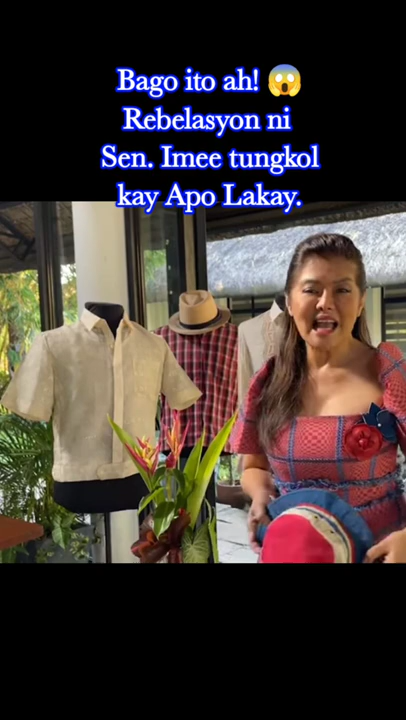 Bago ito ah! 😱
Rebelasyon ni
Sen. Imee tungkol
kay Apo Lakay.